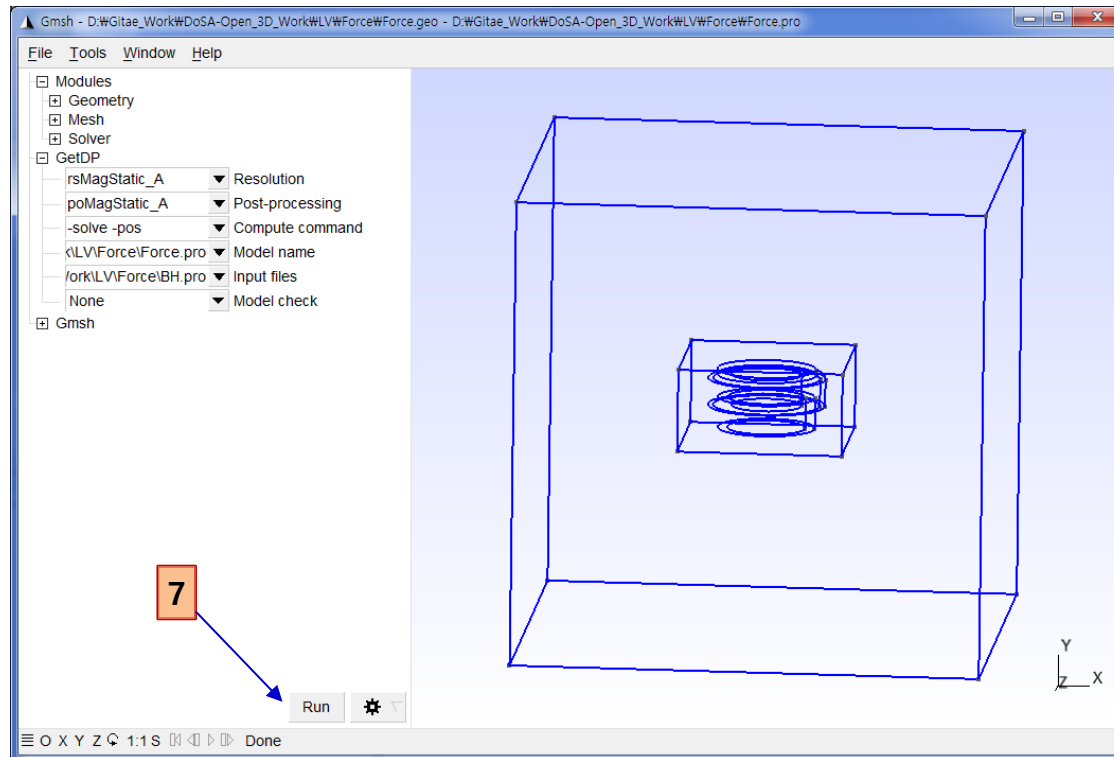 Gmsh - D:₩Gitae_Work₩DoSA-Open_3D_Work₩LV₩Force₩Force.geo - D:₩Gitae_Work₩DoSA-Open_3D_Work₩LV₩Force₩Force.pro
File Tools Window Help
Modules
Geometry
Mesh
Solver
GetDP
rsMagStatic_A Resolution
poMagStatic_A Post-processing
-solve -pos Compute command
k\LV\Force\Force.pro Model name
/ork\LV\Force\BH.pro Input files
None Model check
Gmsh
7
Y
Z X
Run
O X Y Z 1:1 S Done